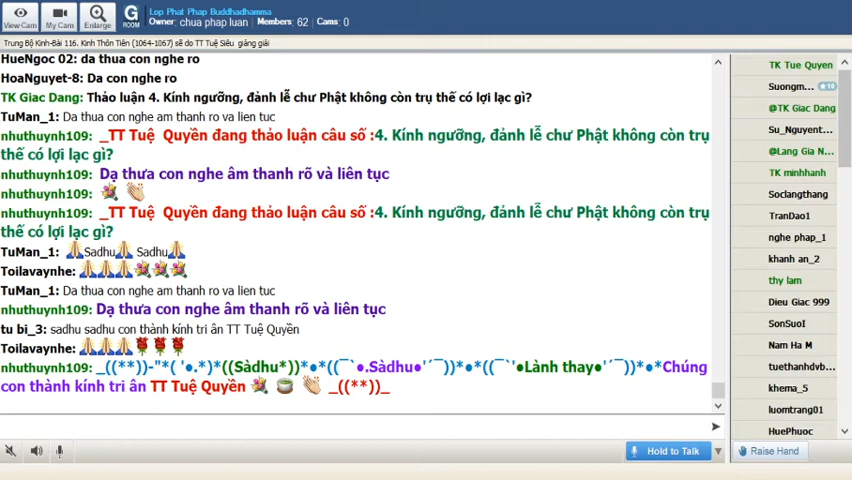 View Cam
My Cam
Enlarge
G
ROOM
Lop Phat Phap Buddhadhamma
Owner: chua phap luan Members: 62 Cams: 0
Trung Bộ Kinh-Bài 116. Kinh Thôn Tiên (1064-1067) sẽ do TT Tuệ Siêu giảng giải
HueNgoc 02: da thua con nghe ro
HoaNguyet-8: Da con nghe ro
TK Giac Dang: Thảo luận 4. Kính ngưỡng, đảnh lễ chư Phật không còn trụ thế có lợi lạc gì?
TuMan_1: Da thua con nghe am thanh ro va lien tuc
nhuthuynh109: _TT Tuệ Quyền đang thảo luận câu số :4. Kính ngưỡng, đảnh lễ chư Phật không còn trụ
thế có lợi lạc gì?
nhuthuynh109: Dạ thưa con nghe âm thanh rõ và liên tục
nhuthuynh109:
nhuthuynh109: _TT Tuệ Quyền đang thảo luận câu số :4. Kính ngưỡng, đảnh lễ chư Phật không còn trụ
thế có lợi lạc gì?
TuMan_1: Sadhu Sadhu
Toilavaynhe:
TuMan_1: Da thua con nghe am thanh ro va lien tuc
nhuthuynh109: Dạ thưa con nghe âm thanh rõ và liên tục
tu bi_3: sadhu sadhu con thành kính tri ân TT Tuệ Quyền
Toilavaynhe:
nhuthuynh109: _((**))-"*( '•.*)*((Sàdhu*))*•*((¯`•.Sàdhu•'´¯))*•*((¯`'•Lành thay•'´¯))*•*Chúng
con thành kính tri ân TT Tuệ Quyền _((**))_
Hold to Talk
Raise Hand
TK Tue Quyen
Suongm... 10
@TK Giac Dang
Su_Nguyent...
@Lang Gia N...
TK minhhanh
Soclangthang
TranDao1
nghe phap_1
khanh an_2
thy lam
Dieu Giac 999
SonSuoI
Nam Ha M
tuethanhdvb...
khema_5
luomtrang01
HuePhuoc